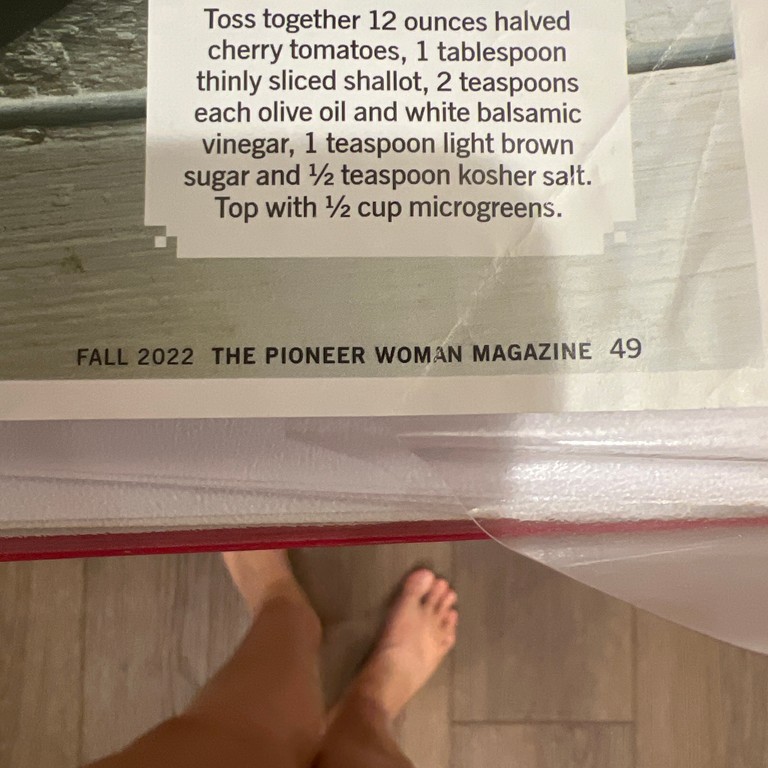 Toss together 12 ounces halved
cherry tomatoes, 1 tablespoon
thinly sliced shallot, 2 teaspoons
each olive oil and white balsamic
vinegar, 1 teaspoon light brown
sugar and ½ teaspoon kosher salt.
Top with ½ cup microgreens.
FALL 2022 THE PIONEER WOMAN MAGAZINE 49